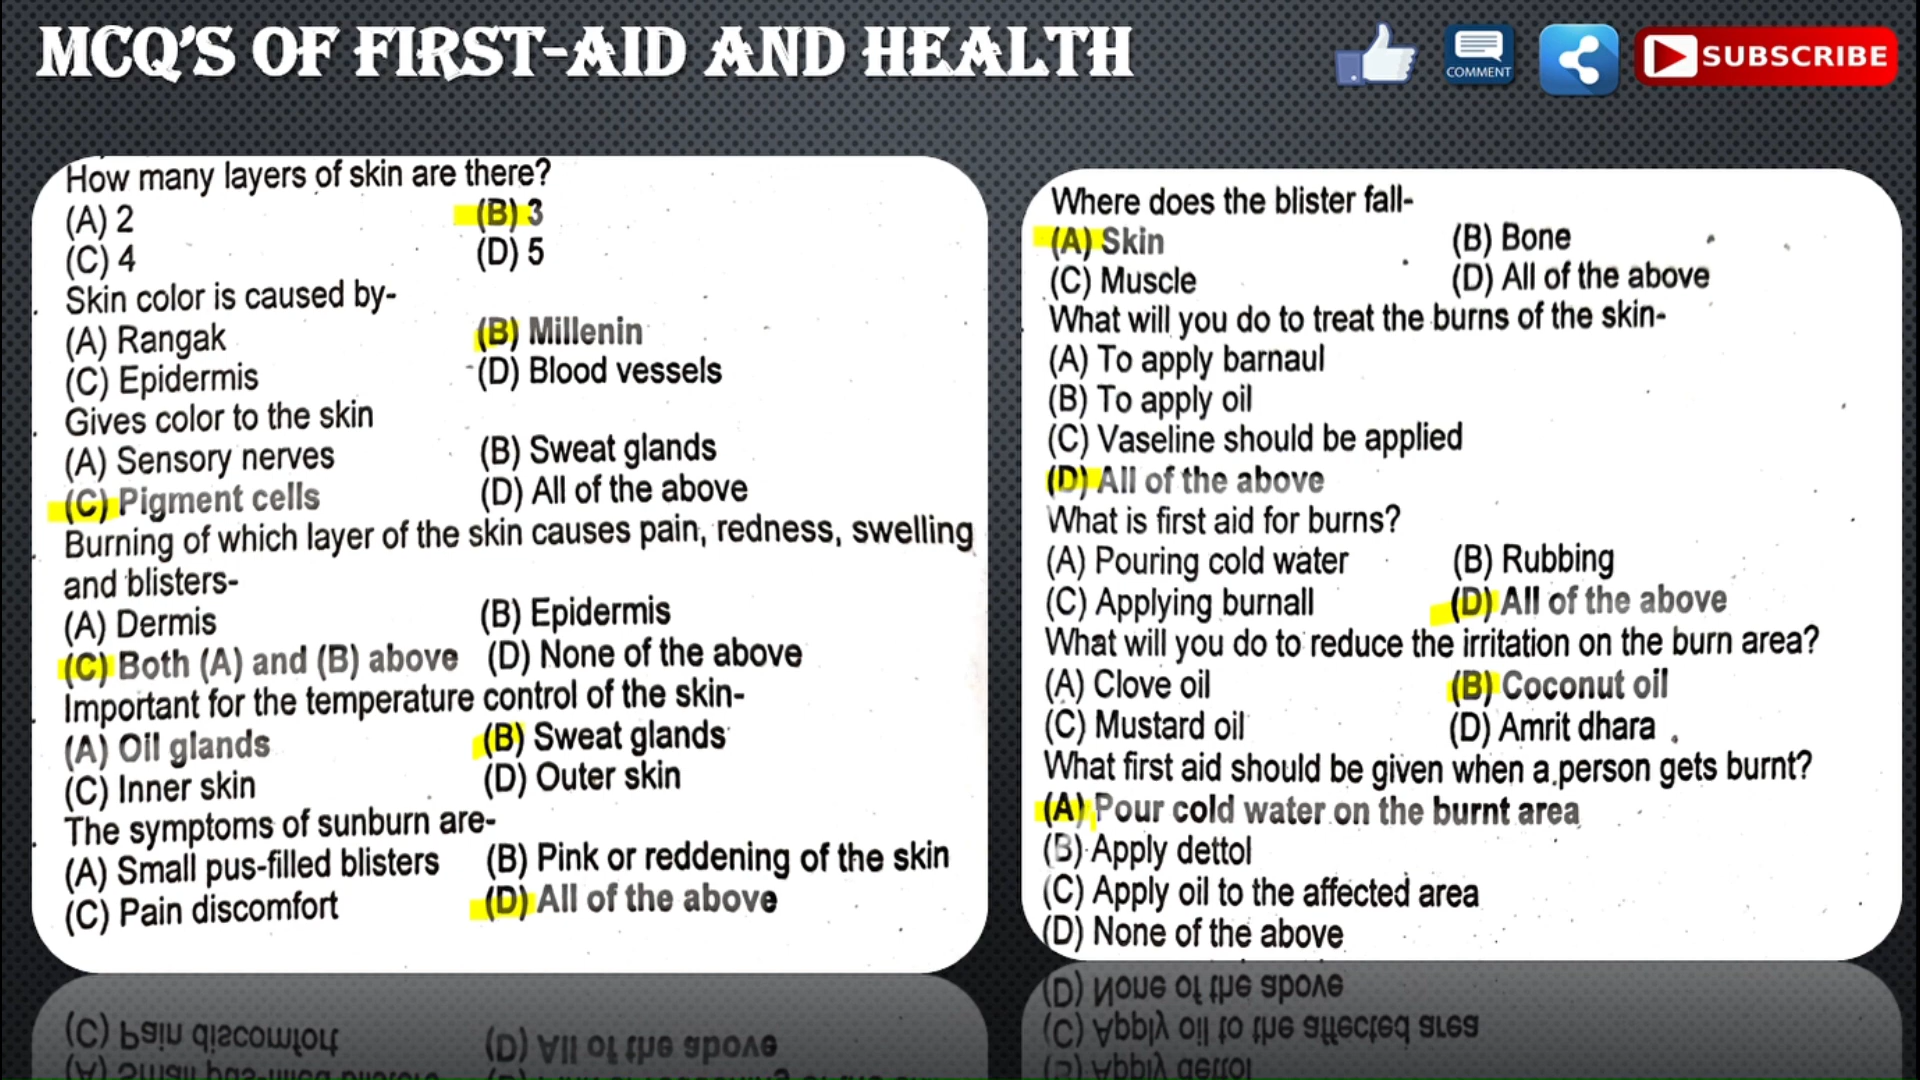 MCQ'S OF FIRST-AID AND HEALTH
COMMENT
SUBSCRIBE
How many layers of skin are there?
(A) 2 (B) 3
(C) 4 (D) 5
Skin color is caused by-
(A) Rangak (B) Millenin
(C) Epidermis (D) Blood vessels
Gives color to the skin
(A) Sensory nerves (B) Sweat glands
(C) Pigment cells (D) All of the above
Burning of which layer of the skin causes pain, redness, swelling
and blisters-
(A) Dermis (B) Epidermis
(C) Both (A) and (B) above (D) None of the above
Important for the temperature control of the skin-
(A) Oil glands (B) Sweat glands
(C) Inner skin (D) Outer skin
The symptoms of sunburn are-
(A) Small pus-filled blisters (B) Pink or reddening of the skin
(C) Pain discomfort (D) All of the above
Where does the blister fall-
(A) Skin (B) Bone
(C) Muscle (D) All of the above
What will you do to treat the burns of the skin-
(A) To apply barnaul
(B) To apply oil
(C) Vaseline should be applied
(D) All of the above
What is first aid for burns?
(A) Pouring cold water (B) Rubbing
(C) Applying burnall (D) All of the above
What will you do to reduce the irritation on the burn area?
(A) Clove oil (B) Coconut oil
(C) Mustard oil (D) Amrit dhara
What first aid should be given when a person gets burnt?
(A) Pour cold water on the burnt area
(B) Apply dettol
(C) Apply oil to the affected area
(D) None of the above